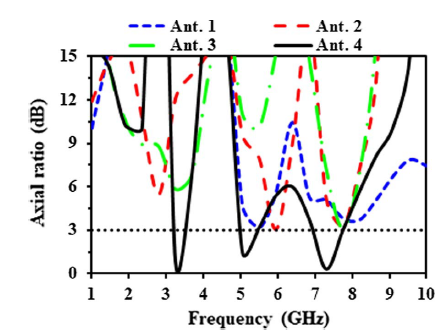 Ant. 1 Ant. 2
Ant. 3 Ant. 4
Axial ratio (dB)
15
12
9
6
3
0
1 2 3 4 5 6 7 8 9 10
Frequency (GHz)